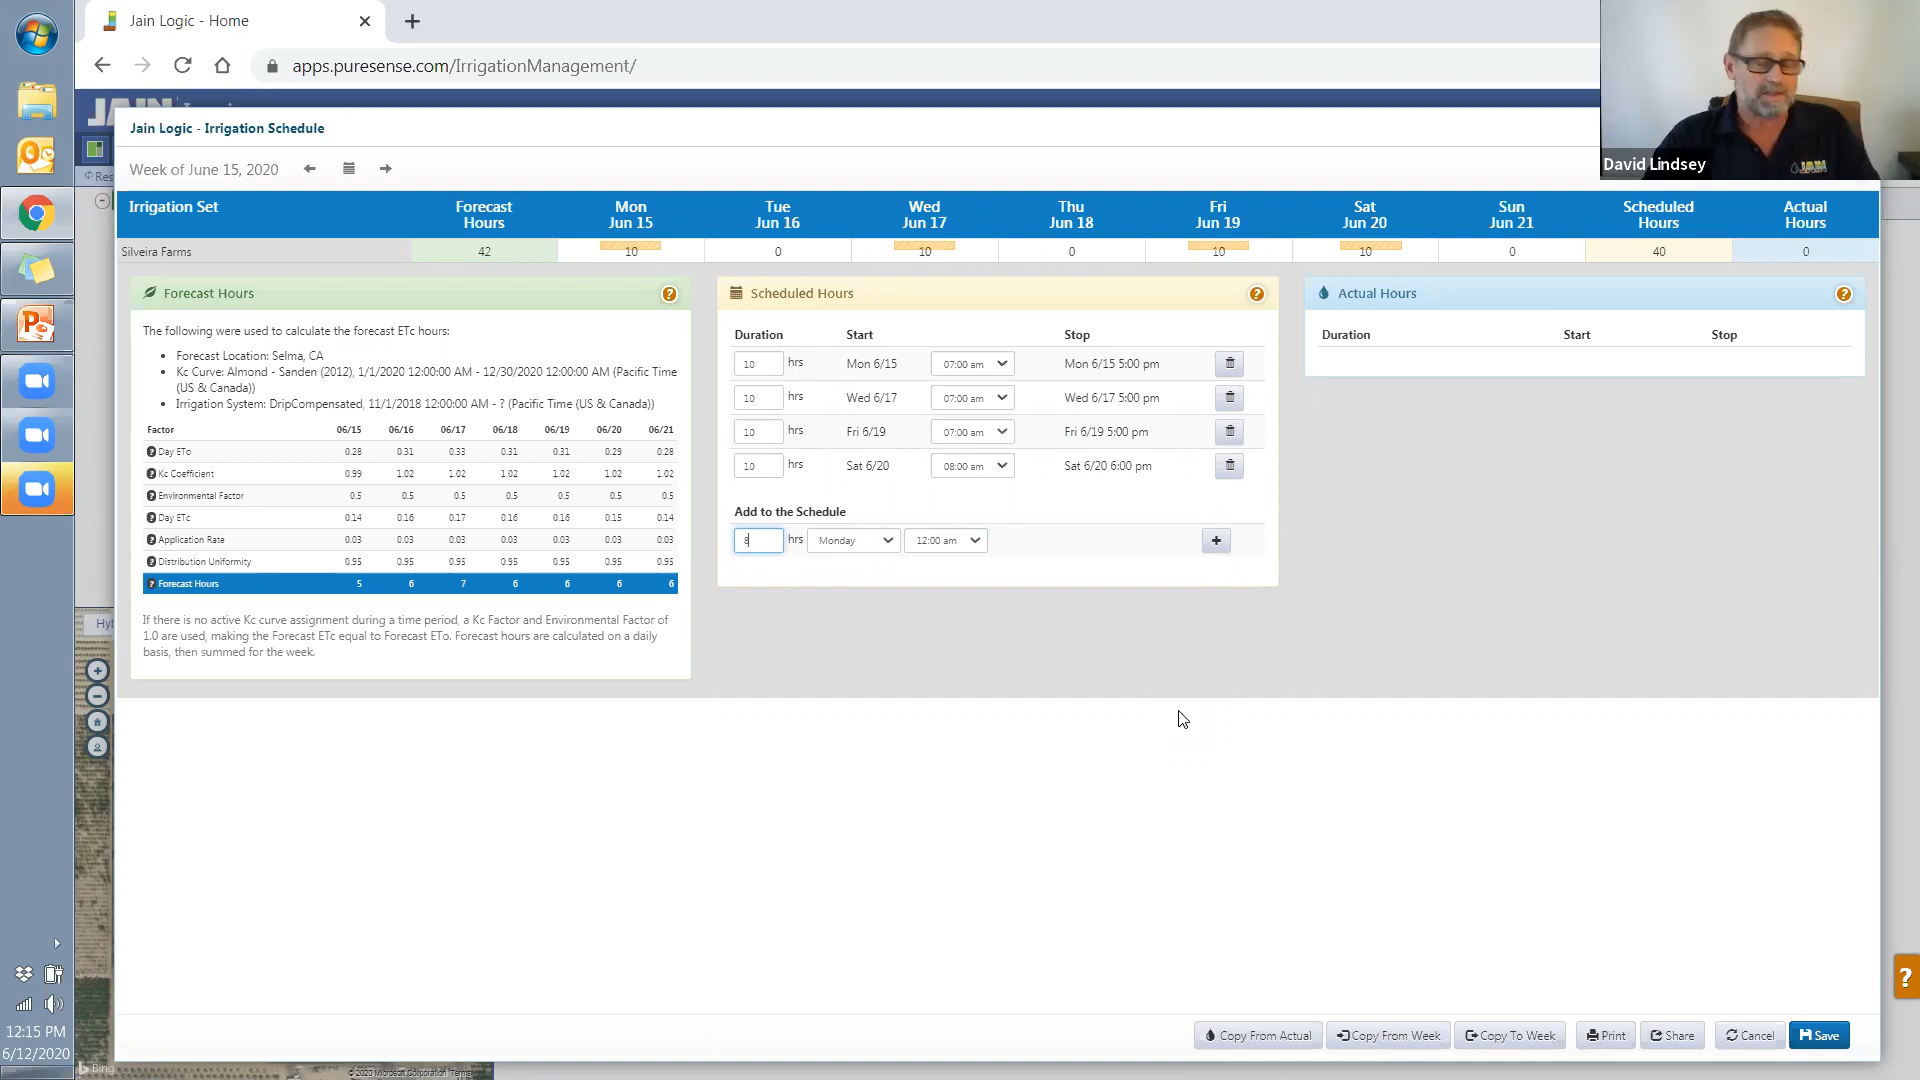 Jain Logic - Home
apps.puresense.com/IrrigationManagement/
JAIN
Jain Logic - Irrigation Schedule
David Lindsey
JAIN
Week of June 15, 2020
Res
Irrigation Set Forecast Hours Mon Jun 15 Tue Jun 16 Wed Jun 17 Thu Jun 18 Fri Jun 19 Sat Jun 20 Sun Jun 21 Scheduled Hours Actual Hours
Silveira Farms 42 10 0 10 0 10 10 0 40 0
Forecast Hours ?
The following were used to calculate the forecast ETc hours:
Forecast Location: Selma, CA
Kc Curve: Almond - Sanden (2012), 1/1/2020 12:00:00 AM - 12/30/2020 12:00:00 AM (Pacific Time
(US & Canada))
Irrigation System: DripCompensated, 11/1/2018 12:00:00 AM - ? (Pacific Time (US & Canada))
Factor 06/15 06/16 06/17 06/18 06/19 06/20 06/21
? Day ETo 0.28 0.31 0.33 0.31 0.31 0.29 0.28
? Kc Coefficient 0.99 1.02 1.02 1.02 1.02 1.02 1.02
? Environmental Factor 0.5 0.5 0.5 0.5 0.5 0.5 0.5
? Day ETc 0.14 0.16 0.17 0.16 0.16 0.15 0.14
? Application Rate 0.03 0.03 0.03 0.03 0.03 0.03 0.03
? Distribution Uniformity 0.95 0.95 0.95 0.95 0.95 0.95 0.95
? Forecast Hours 5 6 7 6 6 6 6
If there is no active Kc curve assignment during a time period, a Kc Factor and Environmental Factor of
1.0 are used, making the Forecast ETc equal to Forecast ETo. Forecast hours are calculated on a daily
basis, then summed for the week.
Scheduled Hours ?
Duration Start Stop
10 hrs Mon 6/15 07:00 am Mon 6/15 5:00 pm
10 hrs Wed 6/17 07:00 am Wed 6/17 5:00 pm
10 hrs Fri 6/19 07:00 am Fri 6/19 5:00 pm
10 hrs Sat 6/20 08:00 am Sat 6/20 6:00 pm
Add to the Schedule
8 hrs Monday 12:00 am +
Actual Hours ?
Duration Start Stop
Hyb
?
Copy From Actual Copy From Week Copy To Week Print Share Cancel Save
12:15 PM
6/12/2020
Bing
© 2020 Microsoft Corporation Terms